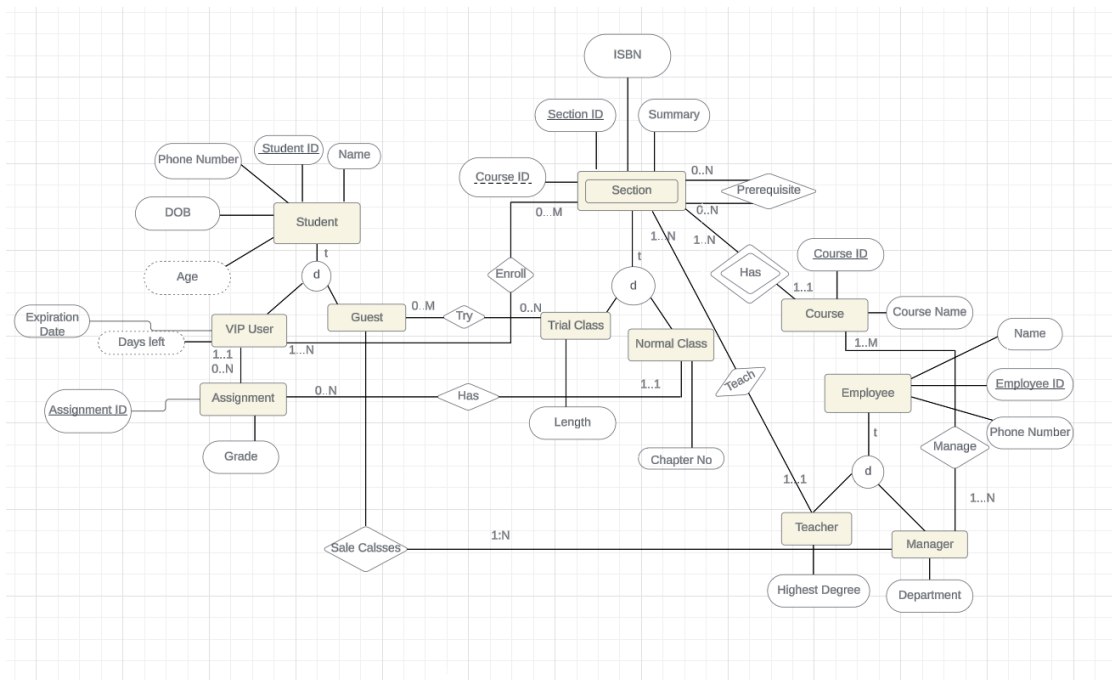 ISBN
Section ID
Summary
Student ID
Phone Number
Name
0..N
Course ID
Section
Prerequisite
DOB
0...M
0..N
Student
1...N
1..N
t
t
Course ID
Age
d
Enroll
Has
d
1..1
Expiration
Date
Guest
0..M
Try
0..N
Trial Class
Course
Course Name
VIP User
Days left
1...N
Normal Class
1..M
Name
1..1
0..N
Teach
Employee
Employee ID
Assignment ID
Assignment
0..N
Has
1..1
Length
t
Phone Number
Grade
Chapter No
Manage
d
1...1
1...N
Teacher
Sale Calsses
1:N
Manager
Highest Degree
Department